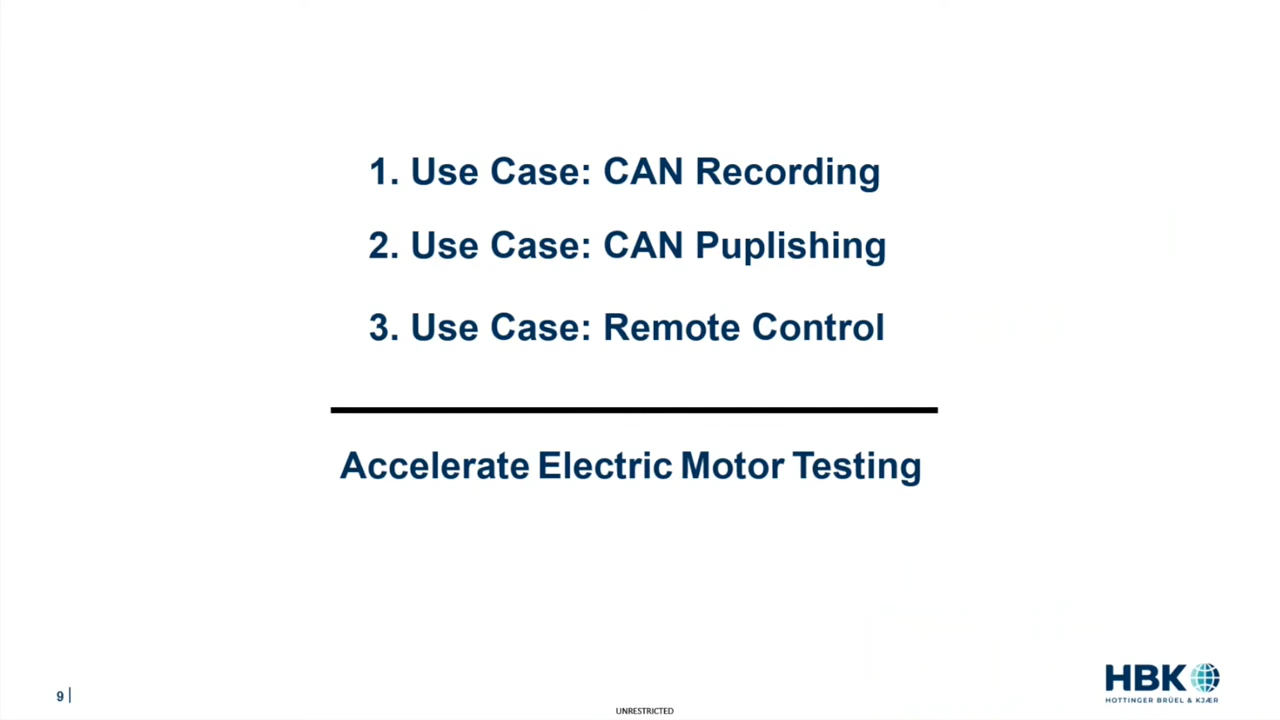 1. Use Case: CAN Recording
2. Use Case: CAN Puplishing
3. Use Case: Remote Control
Accelerate Electric Motor Testing
9 |
UNRESTRICTED
HBK
HOTTINGER BRÜEL & KJÆR